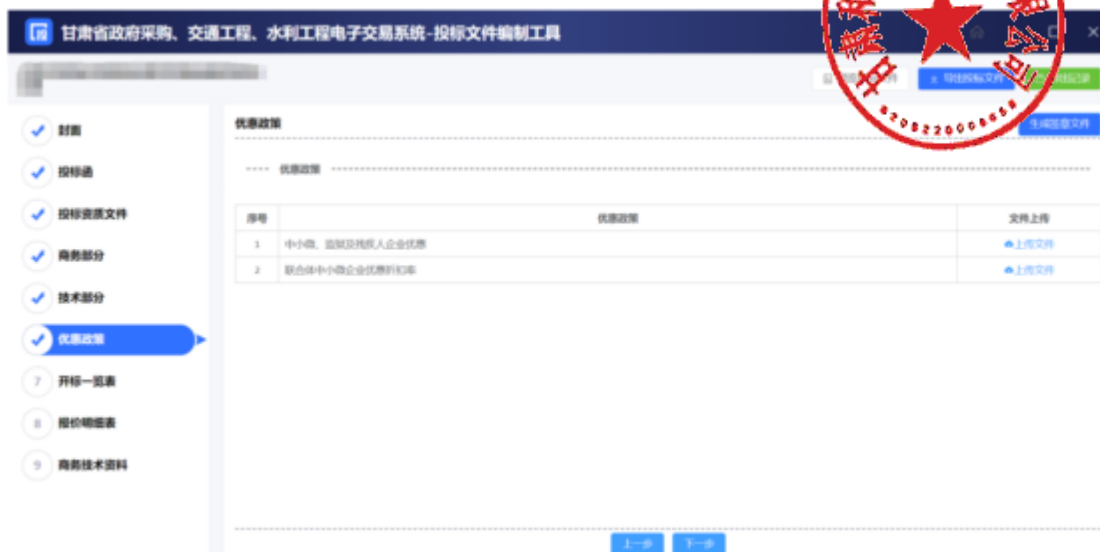 甘肃省政府采购、交通工程、水利工程电子交易系统-投标文件编制工具
导出投标文件
封面
投标函
投标资质文件
商务部分
技术部分
优惠政策
7 开标一览表
8 报价明细表
9 商务技术资料
优惠政策
生成签章文件
优惠政策
序号 优惠政策 文件上传
1 中小微、监狱及残疾人企业优惠 上传文件
2 联合体中小微企业优惠折扣率 上传文件
上一步 下一步